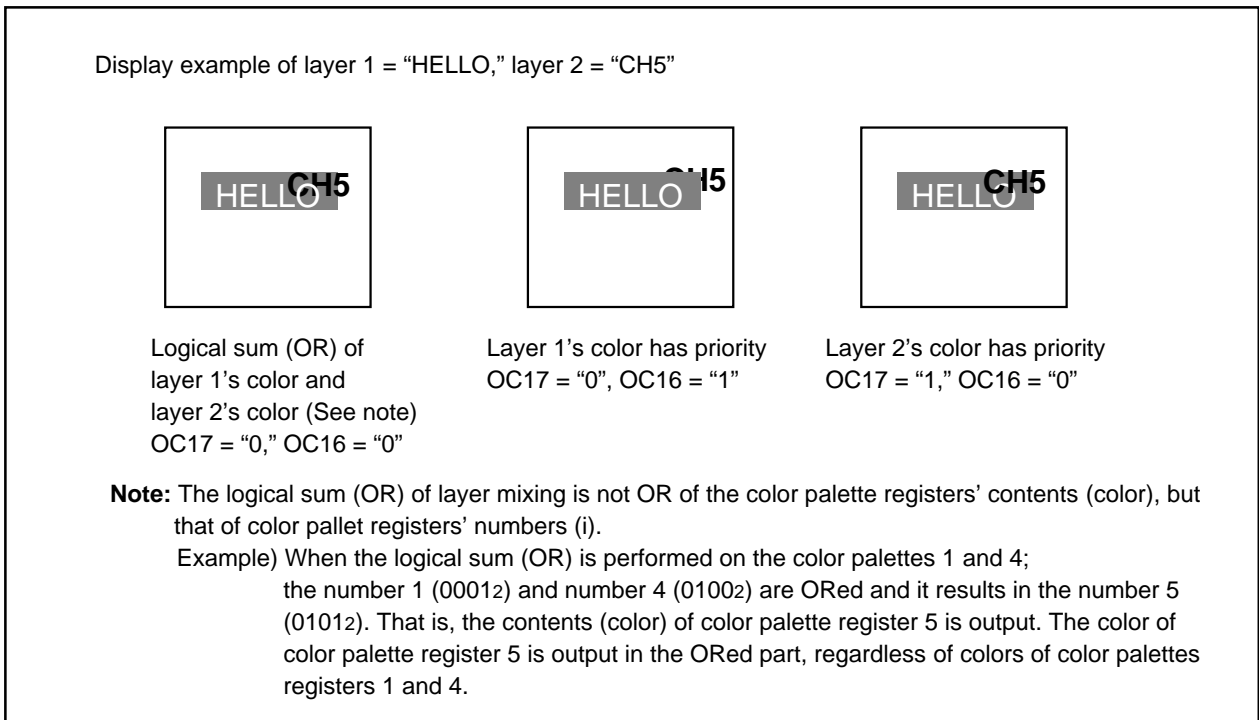 Display example of layer 1 = “HELLO,” layer 2 = “CH5”
HELLO CH5
HELLO H5
HELLO CH5
Logical sum (OR) of
layer 1’s color and
layer 2’s color (See note)
OC17 = “0,” OC16 = “0”
Layer 1’s color has priority
OC17 = “0”, OC16 = “1”
Layer 2’s color has priority
OC17 = “1,” OC16 = “0”
Note: The logical sum (OR) of layer mixing is not OR of the color palette registers’ contents (color), but
that of color pallet registers’ numbers (i).
Example) When the logical sum (OR) is performed on the color palettes 1 and 4;
the number 1 (00012) and number 4 (01002) are ORed and it results in the number 5
(01012). That is, the contents (color) of color palette register 5 is output. The color of
color palette register 5 is output in the ORed part, regardless of colors of color palettes
registers 1 and 4.